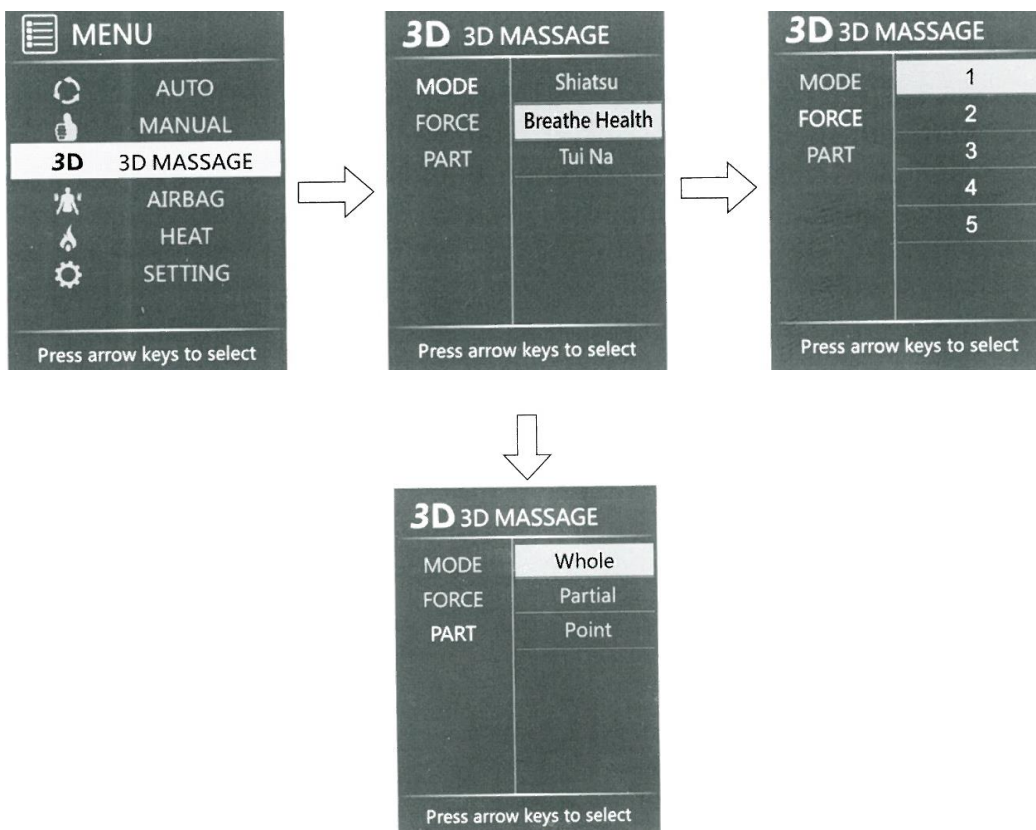 MENU
AUTO
MANUAL
3D 3D MASSAGE
AIRBAG
HEAT
SETTING
Press arrow keys to select
3D 3D MASSAGE
MODE Shiatsu
FORCE Breathe Health
PART Tui Na
Press arrow keys to select
3D 3D MASSAGE
MODE 1
FORCE 2
PART 3
4
5
Press arrow keys to select
3D 3D MASSAGE
MODE Whole
FORCE Partial
PART Point
Press arrow keys to select